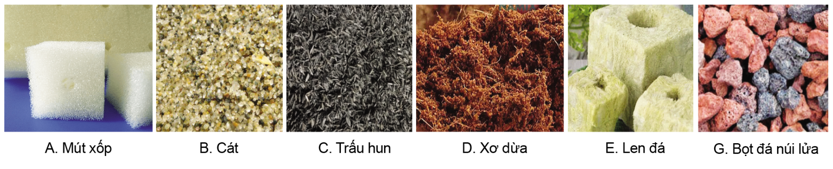 A. Mút xốp
B. Cát
C. Trấu hun
D. Xơ dừa
E. Len đá
G. Bọt đá núi lửa